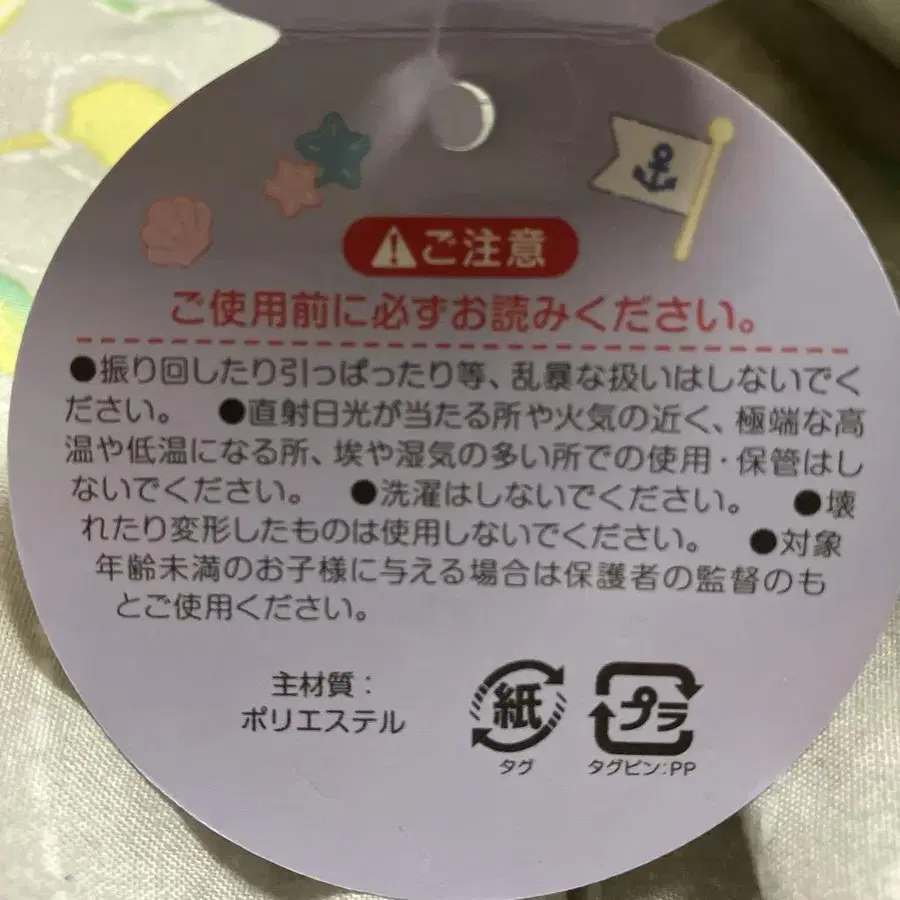 ご注意
ご使用前に必ずお読みください。
●振り回したり引っぱったり等、乱暴な扱いはしないでく
ださい。 ●直射日光が当たる所や火気の近く、極端な高
温や低温になる所、埃や湿気の多い所での使用・保管はし
ないでください。 ●洗濯はしないでください。 ●壊
れたり変形したものは使用しないでください。 ●対象
年齢未満のお子様に与える場合は保護者の監督のも
とご使用ください。
主材質：
ポリエステル
紙
タグ
プラ
タグピン:PP